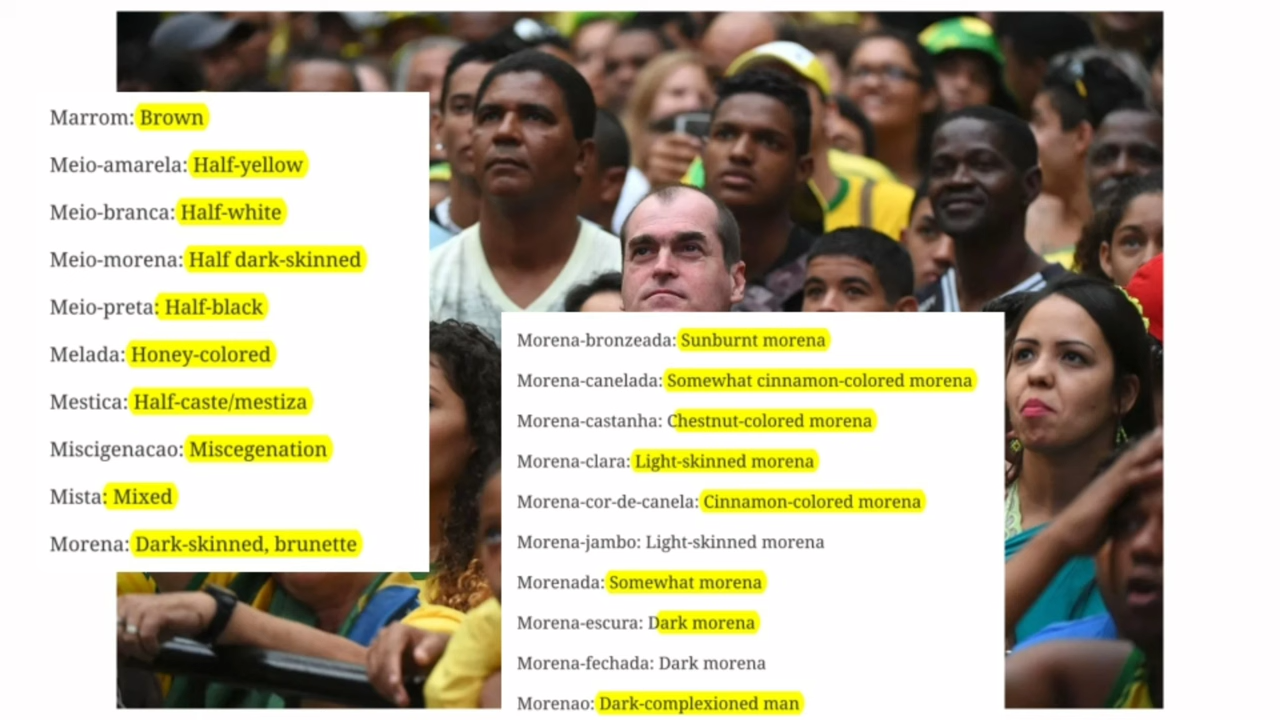 Marrom: Brown
Meio-amarela: Half-yellow
Meio-branca: Half-white
Meio-morena: Half dark-skinned
Meio-preta: Half-black
Melada: Honey-colored
Mestica: Half-caste/mestiza
Miscigenacao: Miscegenation
Mista: Mixed
Morena: Dark-skinned, brunette
Morena-bronzeada: Sunburnt morena
Morena-canelada: Somewhat cinnamon-colored morena
Morena-castanha: Chestnut-colored morena
Morena-clara: Light-skinned morena
Morena-cor-de-canela: Cinnamon-colored morena
Morena-jambo: Light-skinned morena
Morenada: Somewhat morena
Morena-escura: Dark morena
Morena-fechada: Dark morena
Morenao: Dark-complexioned man